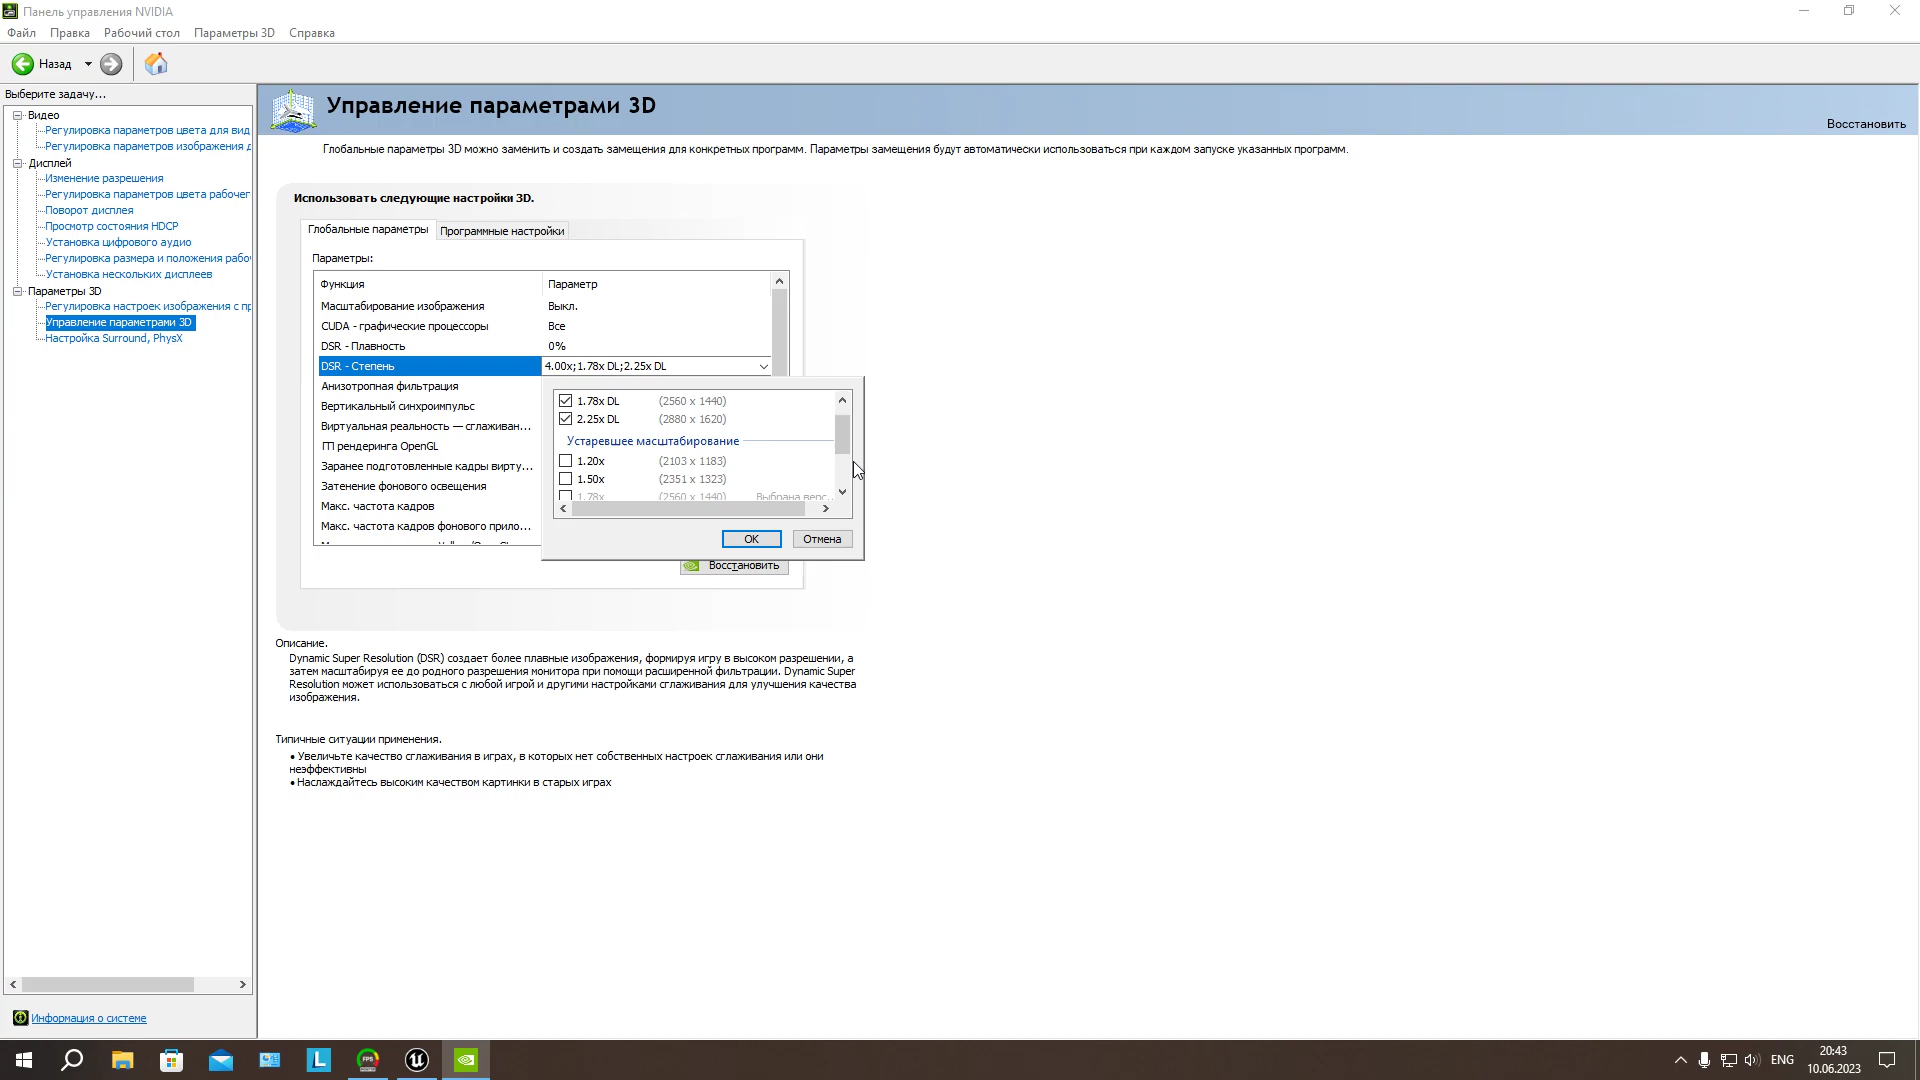 Панель управления NVIDIA
Файл Правка Рабочий стол Параметры 3D Справка
Назад
Выберите задачу...
Видео
Регулировка параметров цвета для вид
Регулировка параметров изображения д
Дисплей
Изменение разрешения
Регулировка параметров цвета рабочег
Поворот дисплея
Просмотр состояния HDCP
Установка цифрового аудио
Регулировка размера и положения рабо
Установка нескольких дисплеев
Параметры 3D
Регулировка настроек изображения с пр
Управление параметрами 3D
Настройка Surround, PhysX
Информация о системе
Управление параметрами 3D
Восстановить
Глобальные параметры 3D можно заменить и создать замещения для конкретных программ. Параметры замещения будут автоматически использоваться при каждом запуске указанных программ.
Использовать следующие настройки 3D.
Глобальные параметры Программные настройки
Параметры:
Функция Параметр
Масштабирование изображения Выкл.
CUDA - графические процессоры Все
DSR - Плавность 0%
DSR - Степень 4.00x;1.78x DL;2.25x DL
Анизотропная фильтрация
Вертикальный синхроимпульс
Виртуальная реальность — сглаживан...
ГП рендеринга OpenGL
Заранее подготовленные кадры вирту...
Затенение фонового освещения
Макс. частота кадров
Макс. частота кадров фонового прило...
1.78x DL (2560 x 1440)
2.25x DL (2880 x 1620)
Устаревшее масштабирование
1.20x (2103 x 1183)
1.50x (2351 x 1323)
1.78x (2560 x 1440) Выбрана верс...
OK Отмена
Восстановить
Описание.
Dynamic Super Resolution (DSR) создает более плавные изображения, формируя игру в высоком разрешении, а
затем масштабируя ее до родного разрешения монитора при помощи расширенной фильтрации. Dynamic Super
Resolution может использоваться с любой игрой и другими настройками сглаживания для улучшения качества
изображения.
Типичные ситуации применения.
• Увеличьте качество сглаживания в играх, в которых нет собственных настроек сглаживания или они
неэффективны
• Наслаждайтесь высоким качеством картинки в старых играх
L
FPS
ENG
20:43
10.06.2023